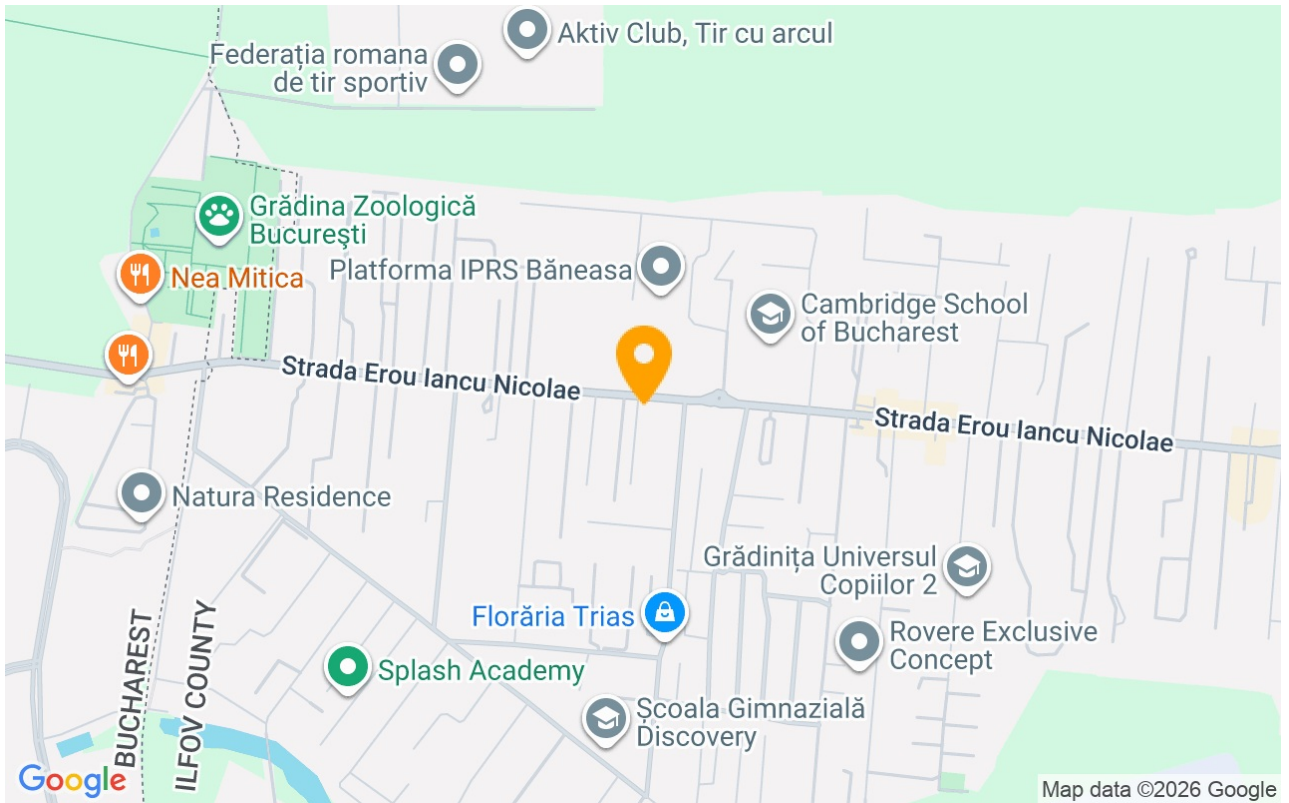 Aktiv Club, Tir cu arcul
Federația romana
de tir sportiv
Grădina Zoologică
București
Nea Mitica
Platforma IPRS Băneasa
Cambridge School
of Bucharest
Strada Erou Iancu Nicolae
Strada Erou Iancu Nicolae
Natura Residence
Grădinița Universul
Copiilor 2
Florăria Trias
Rovere Exclusive
Concept
Splash Academy
Școala Gimnazială
Discovery
BUCHAREST
ILFOV COUNTY
Google
Map data ©2026 Google